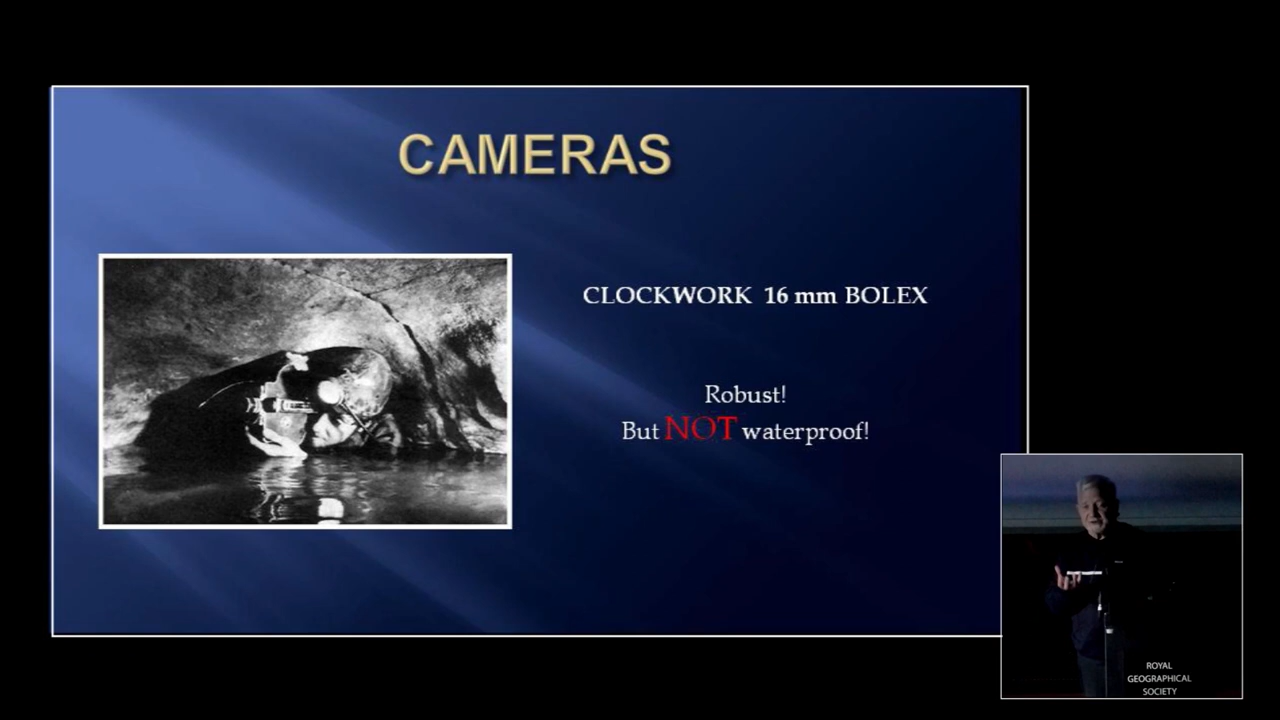 CAMERAS
CLOCKWORK 16 mm BOLEX
Robust!
But NOT waterproof!
ROYAL
GEOGRAPHICAL
SOCIETY